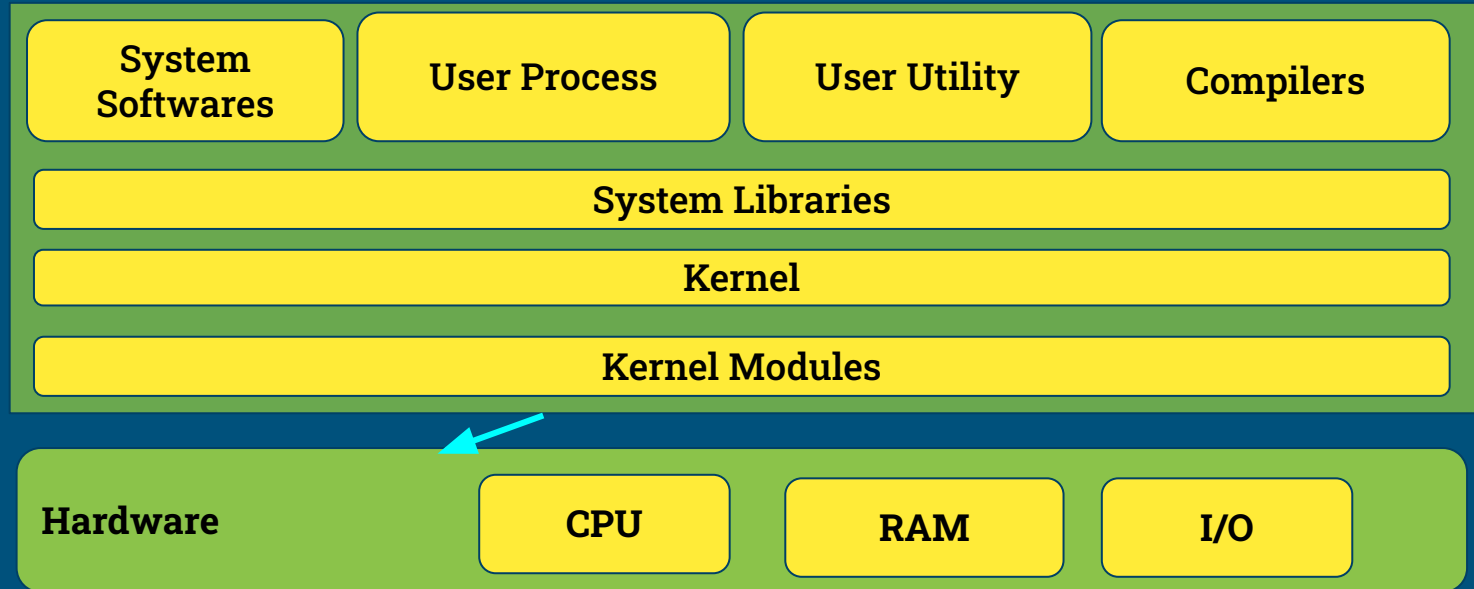 System
Softwares
User Process
User Utility
Compilers
System Libraries
Kernel
Kernel Modules
Hardware
CPU
RAM
I/O